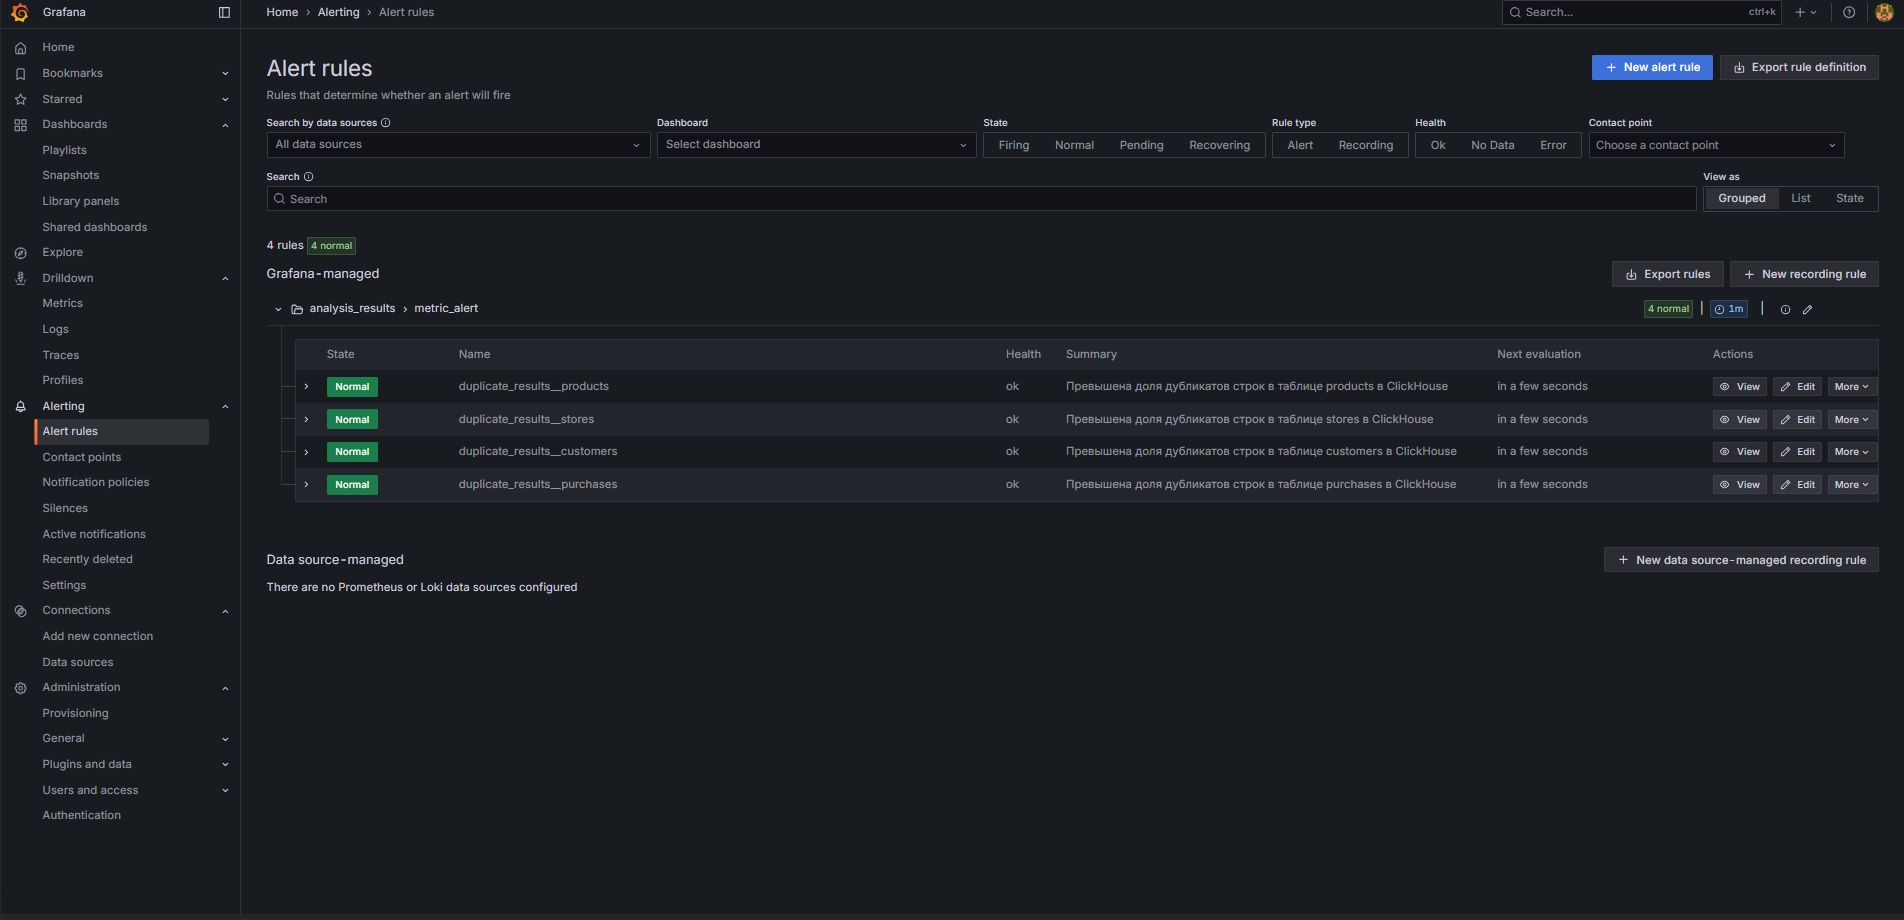 Grafana
Home › Alerting › Alert rules
Search... ctrl+k
Home
Bookmarks
Starred
Dashboards
Playlists
Snapshots
Library panels
Shared dashboards
Explore
Drilldown
Metrics
Logs
Traces
Profiles
Alerting
Alert rules
Contact points
Notification policies
Silences
Active notifications
Recently deleted
Settings
Connections
Add new connection
Data sources
Administration
Provisioning
General
Plugins and data
Users and access
Authentication
Alert rules
New alert rule Export rule definition
Rules that determine whether an alert will fire
Search by data sources Dashboard State Rule type Health Contact point
All data sources Select dashboard Firing Normal Pending Recovering Alert Recording Ok No Data Error Choose a contact point
Search View as
Search Grouped List State
4 rules 4 normal
Grafana-managed Export rules New recording rule
analysis_results › metric_alert 4 normal 1m
State Name Health Summary Next evaluation Actions
Normal duplicate_results__products ok Превышена доля дубликатов строк в таблице products в ClickHouse in a few seconds View Edit More
Normal duplicate_results__stores ok Превышена доля дубликатов строк в таблице stores в ClickHouse in a few seconds View Edit More
Normal duplicate_results__customers ok Превышена доля дубликатов строк в таблице customers в ClickHouse in a few seconds View Edit More
Normal duplicate_results__purchases ok Превышена доля дубликатов строк в таблице purchases в ClickHouse in a few seconds View Edit More
Data source-managed New data source-managed recording rule
There are no Prometheus or Loki data sources configured